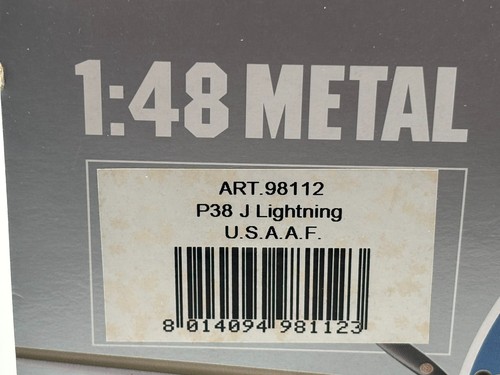 1:48 METAL
ART.98112
P38 J Lightning
U.S.A.A.F.
8 014094 981123